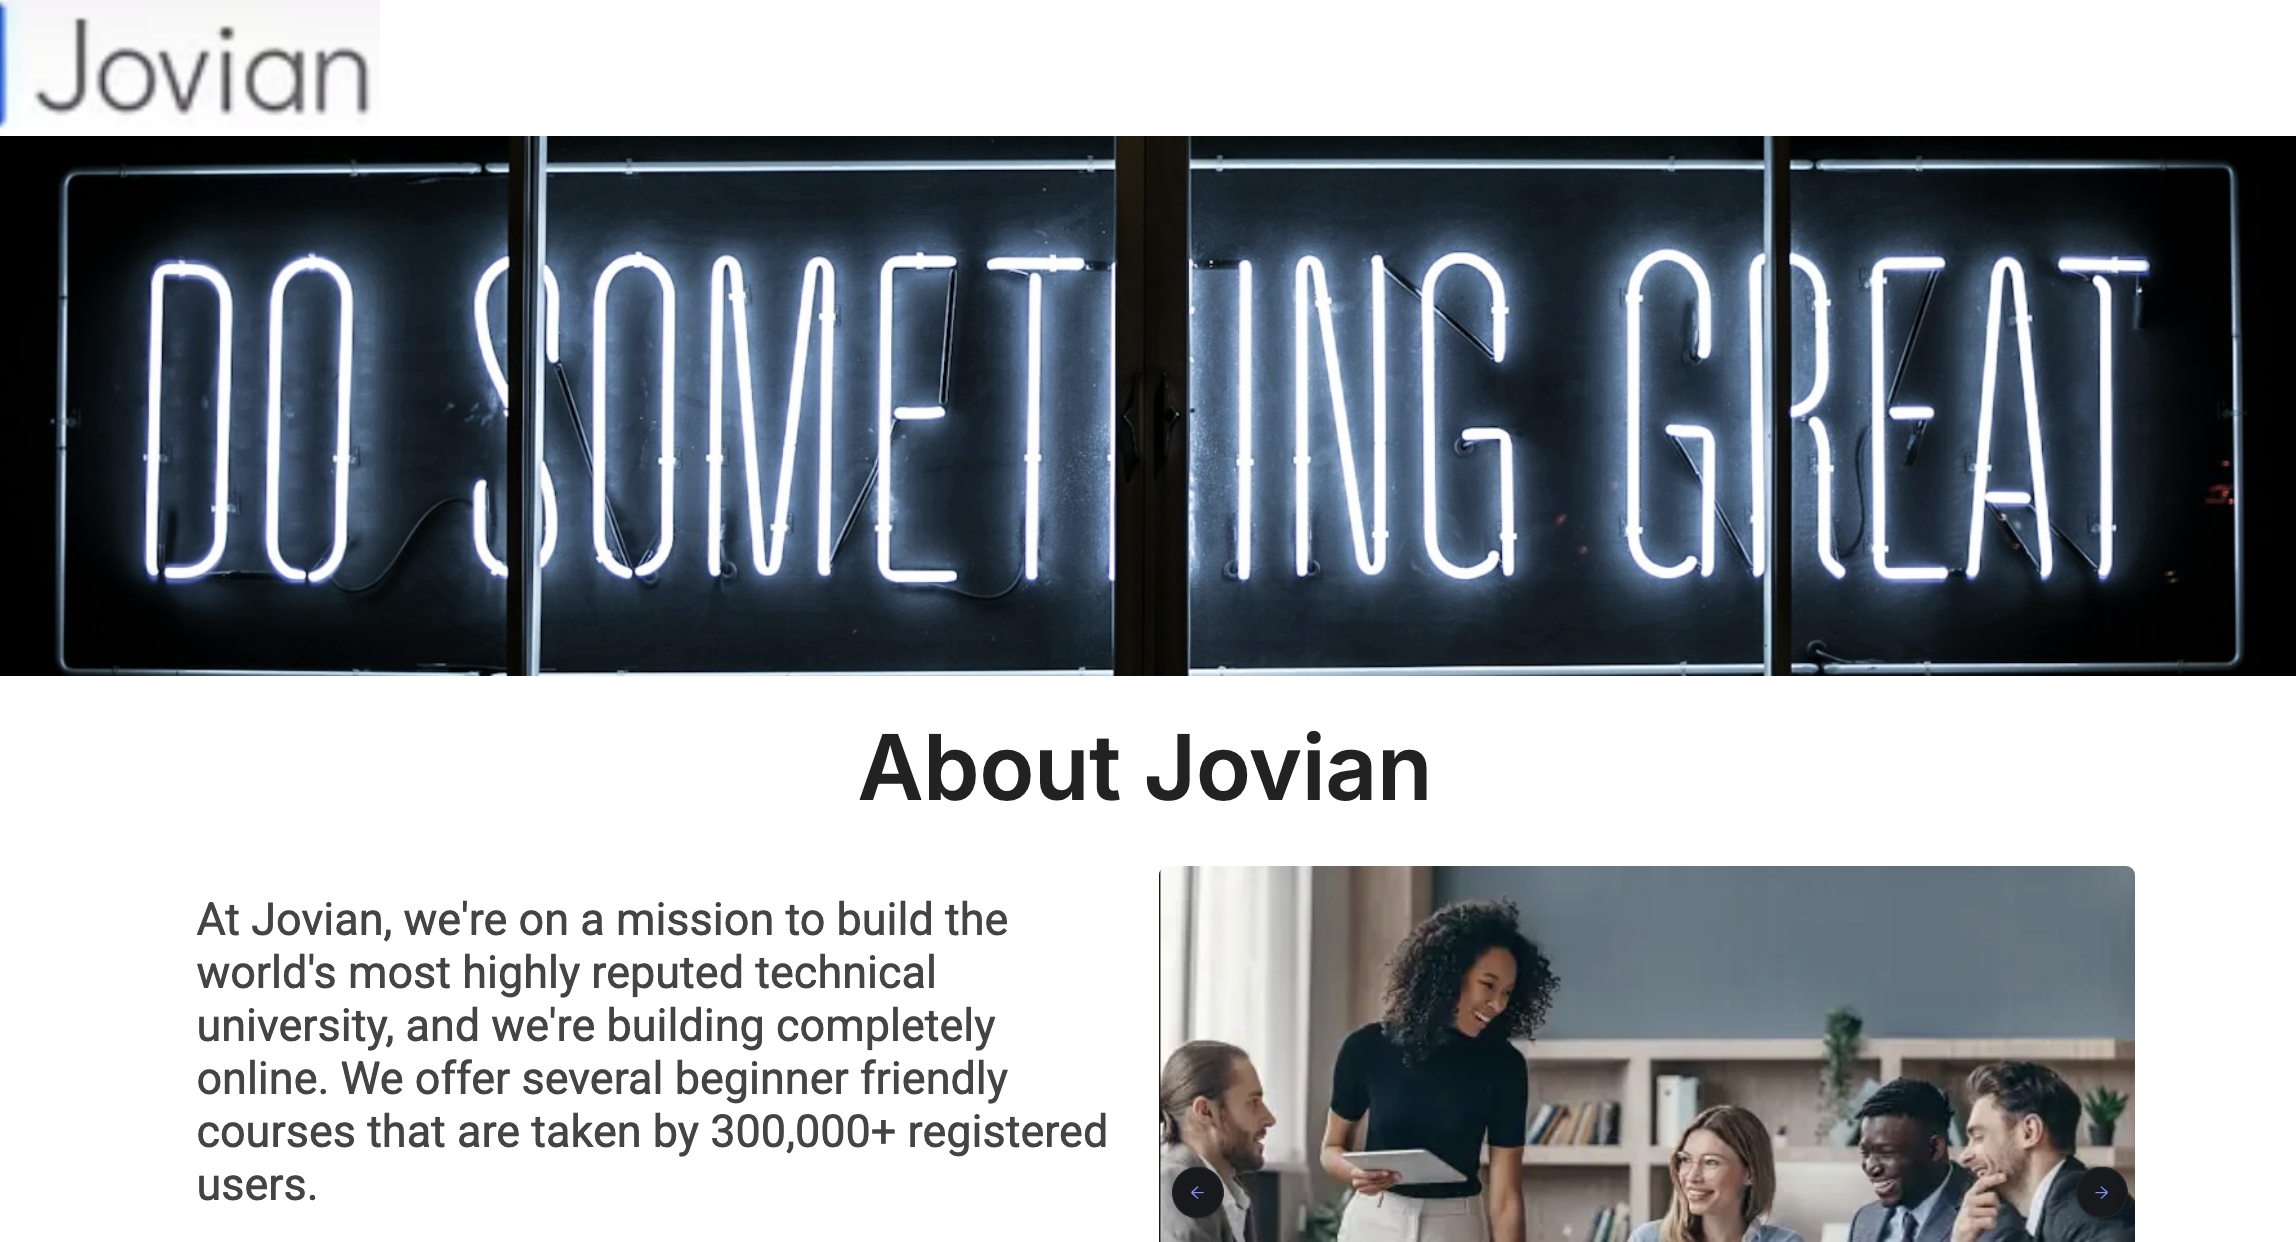 Jovian
DO SOMETHING GREAT
About Jovian
At Jovian, we're on a mission to build the
world's most highly reputed technical
university, and we're building completely
online. We offer several beginner friendly
courses that are taken by 300,000+ registered
users.